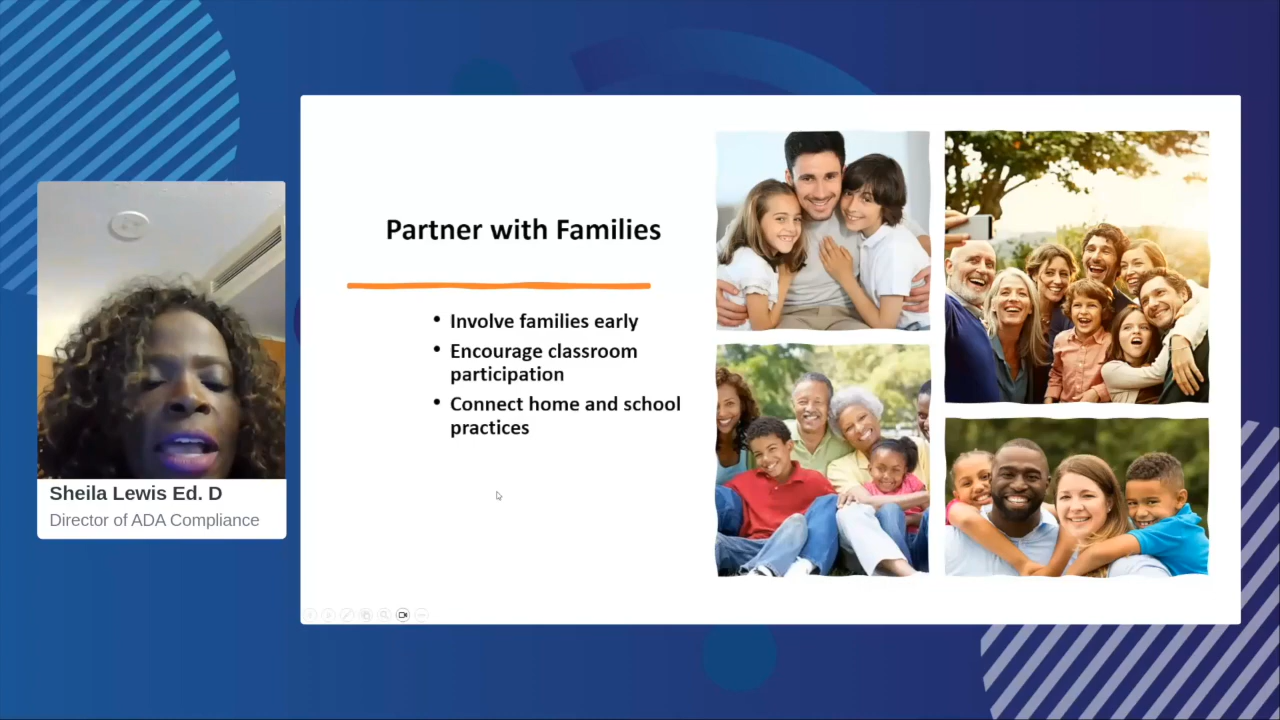 Partner with Families
• Involve families early
• Encourage classroom
participation
• Connect home and school
practices
Sheila Lewis Ed. D
Director of ADA Compliance